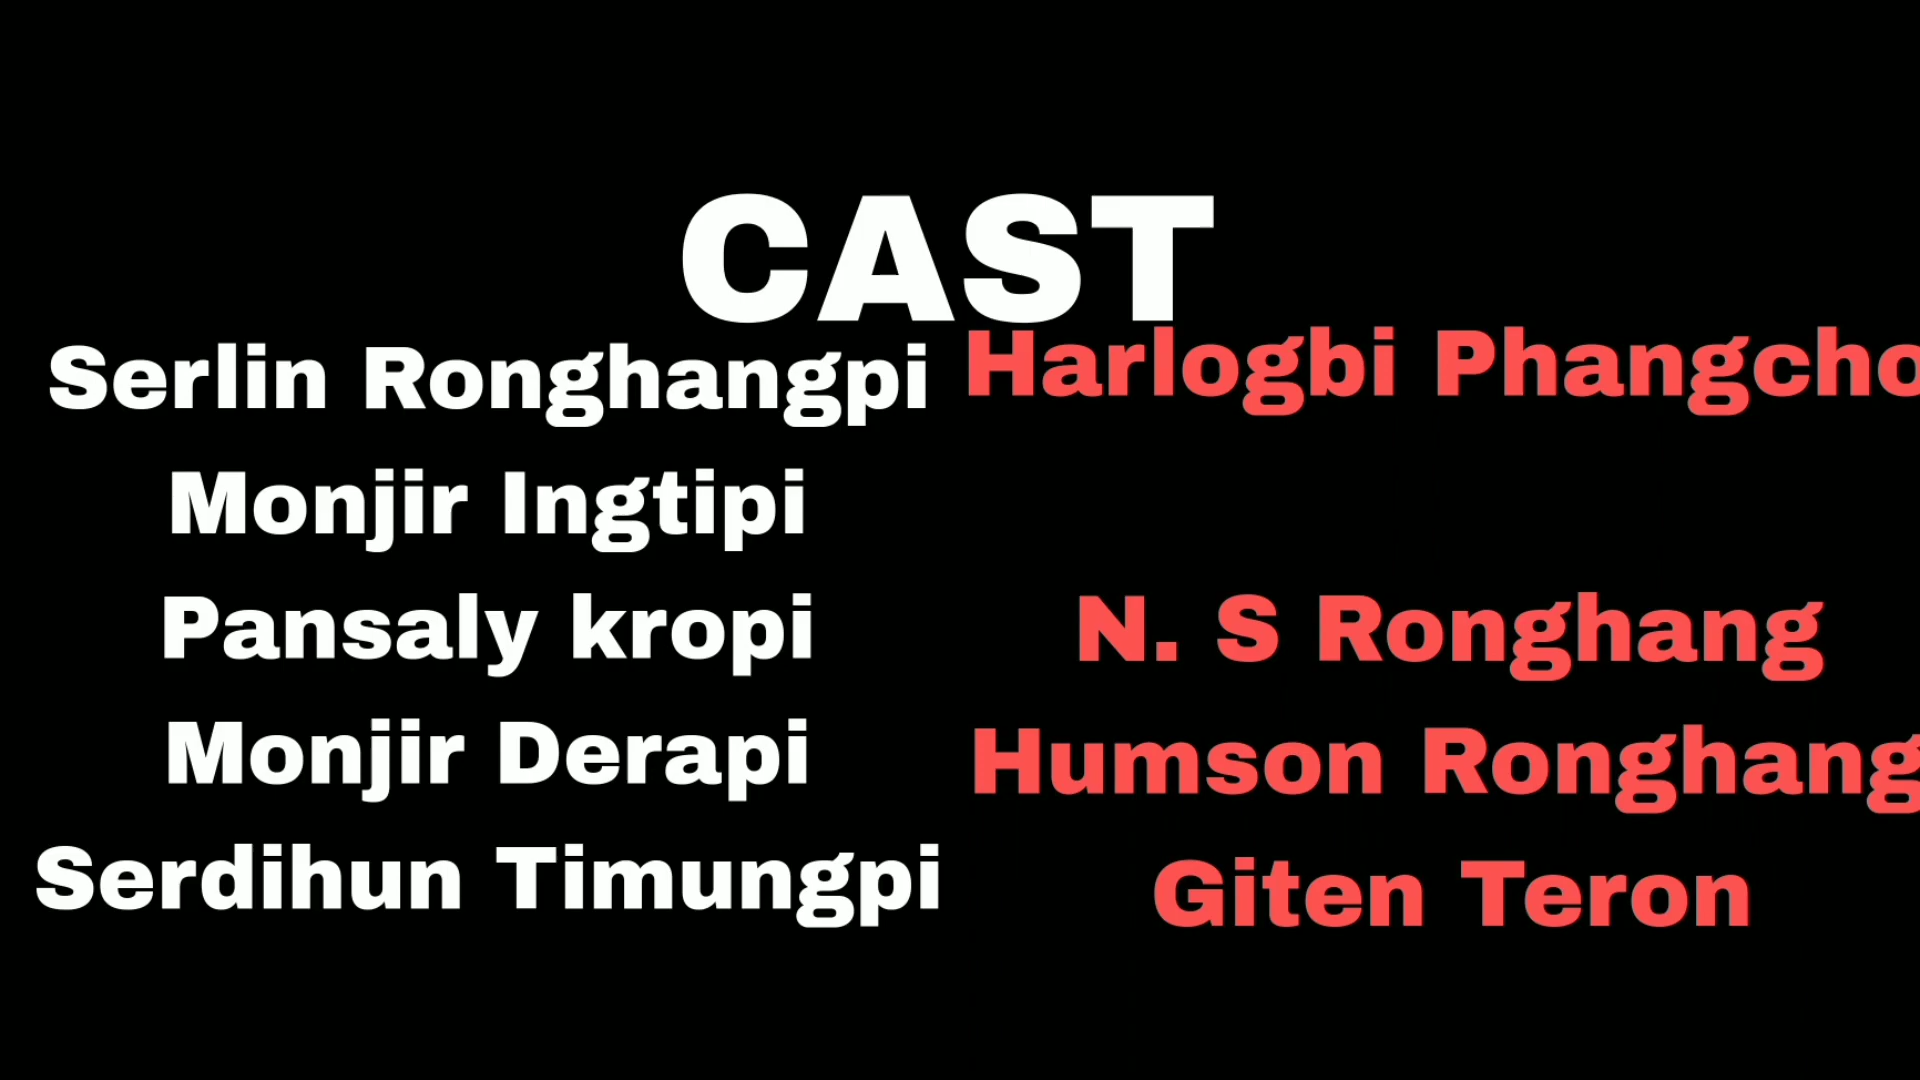 CAST
Serlin Ronghangpi
Monjir Ingtipi
Pansaly kropi
Monjir Derapi
Serdihun Timungpi
Harlogbi Phangcho
N. S Ronghang
Humson Ronghang
Giten Teron